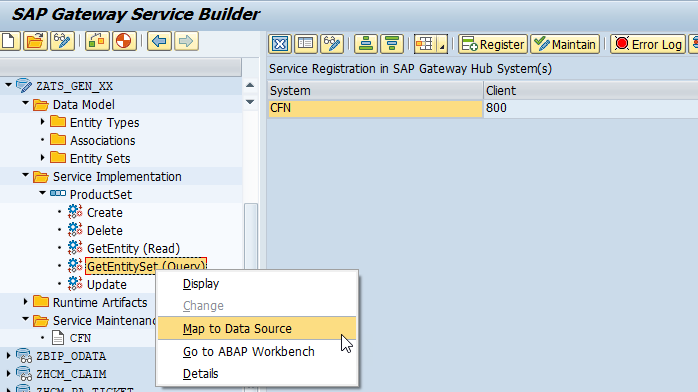 SAP Gateway Service Builder
Register
Maintain
Error Log
ZATS_GEN_XX
Data Model
Entity Types
Associations
Entity Sets
Service Implementation
ProductSet
Create
Delete
GetEntity (Read)
GetEntitySet (Query)
Update
Runtime Artifacts
Service Maintenanc
CFN
ZBIP_ODATA
ZHCM_CLAIM
Display
Change
Map to Data Source
Go to ABAP Workbench
Details
Service Registration in SAP Gateway Hub System(s)
System Client
CFN 800